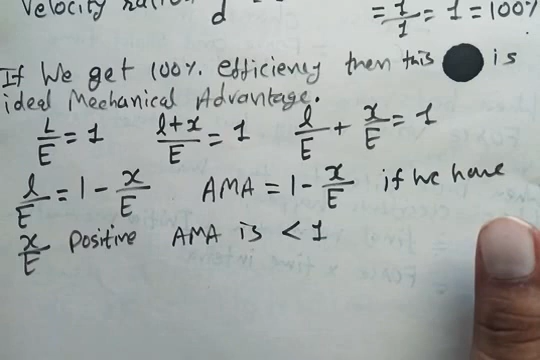 Velocity ratio d = 1/1 = 1 = 100%
If We get 100%. efficiency then this is
ideal Mechanical Advantage.
L/E = 1 l+x/E = 1 l/E + x/E = 1
l/E = 1 - x/E AMA = 1 - x/E if we have
x/E Positive AMA is < 1